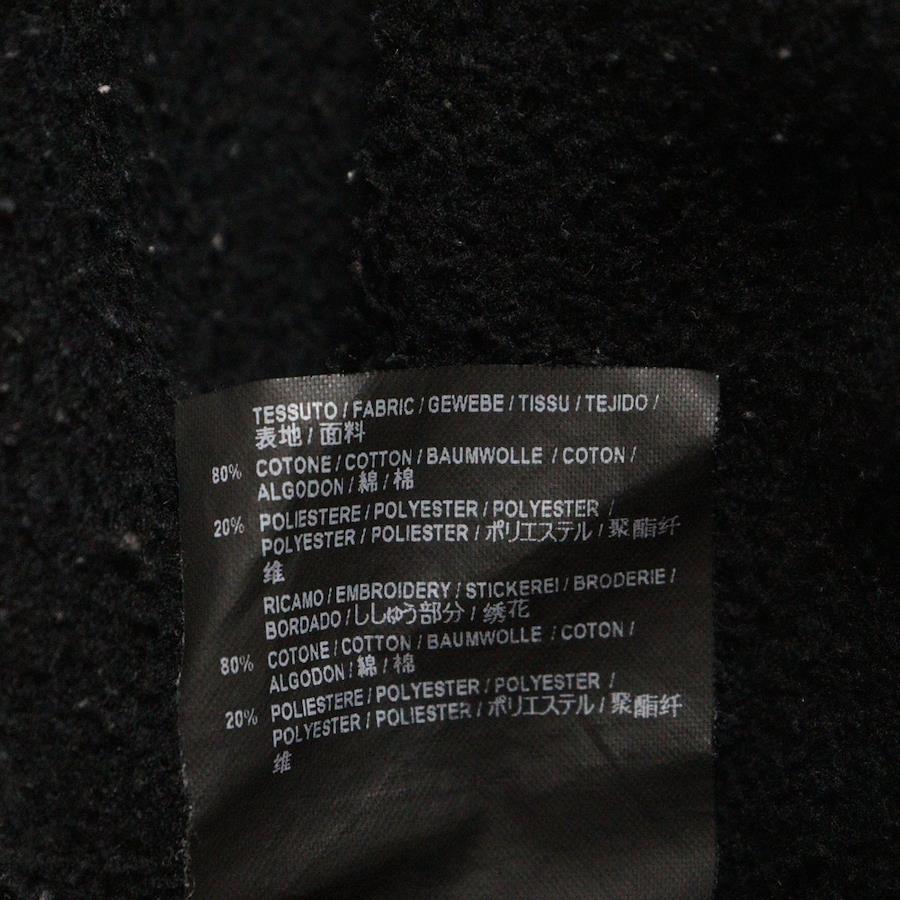 TESSUTO / FABRIC / GEWEBE / TISSU / TEJIDO /
表地 / 面料
80% COTONE / COTTON / BAUMWOLLE / COTON /
ALGODON / 綿 / 棉
20% POLIESTERE / POLYESTER / POLYESTER /
POLYESTER / POLIESTER / ポリエステル / 聚酯纤
维
RICAMO / EMBROIDERY / STICKEREI / BRODERIE /
BORDADO / ししゅう部分 / 绣花
80% COTONE / COTTON / BAUMWOLLE / COTON /
ALGODON / 綿 / 棉
20% POLIESTERE / POLYESTER / POLYESTER /
POLYESTER / POLIESTER / ポリエステル / 聚酯纤
维